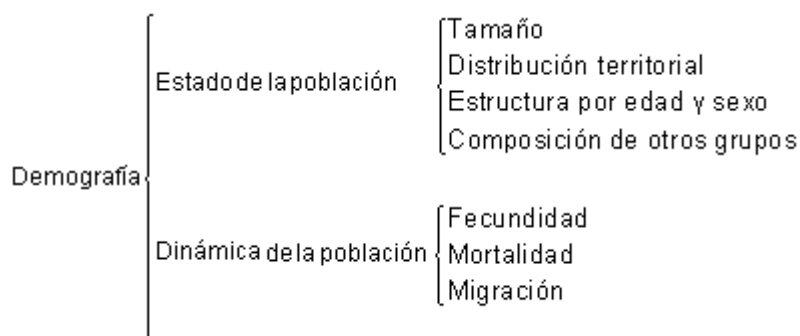 Tamaño
Distribución territorial
Estado de la población
Estructura por edad y sexo
Composición de otros grupos
Demografía
Fecundidad
Dinámica de la población
Mortalidad
Migración